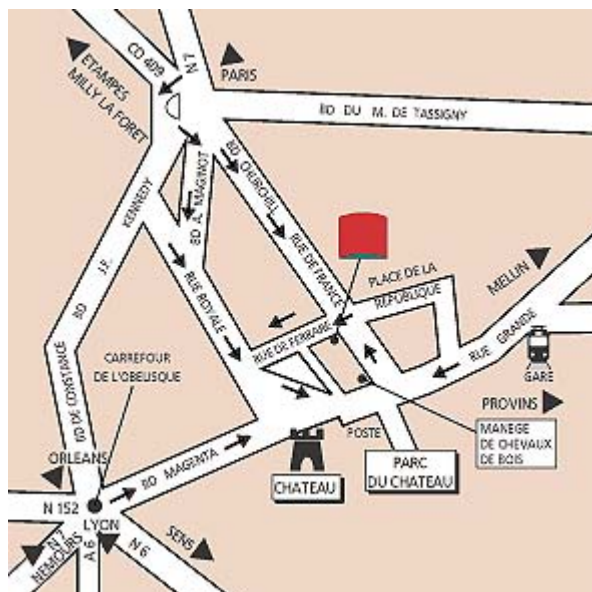 CD 409
N 7
PARIS
ETAMPES
MILLY LA FORET
BD DU M. DE TASSIGNY
BD A. MAGINOT
BD CHURCHILL
BD J.F. KENNEDY
RUE ROYALE
RUE DE FRANCE
PLACE DE LA
REPUBLIQUE
MELLUN
RUE DE FERRARE
RUE GRANDE
GARE
CARREFOUR
DE L'OBELISQUE
BD DE CONSTANCE
PROVINS
MANEGE
DE CHEVAUX
DE BOIS
POSTE
ORLEANS
BD MAGENTA
CHATEAU
PARC
DU CHATEAU
N 152
LYON
N 7
NEMOURS
A 6
N 6
SENS